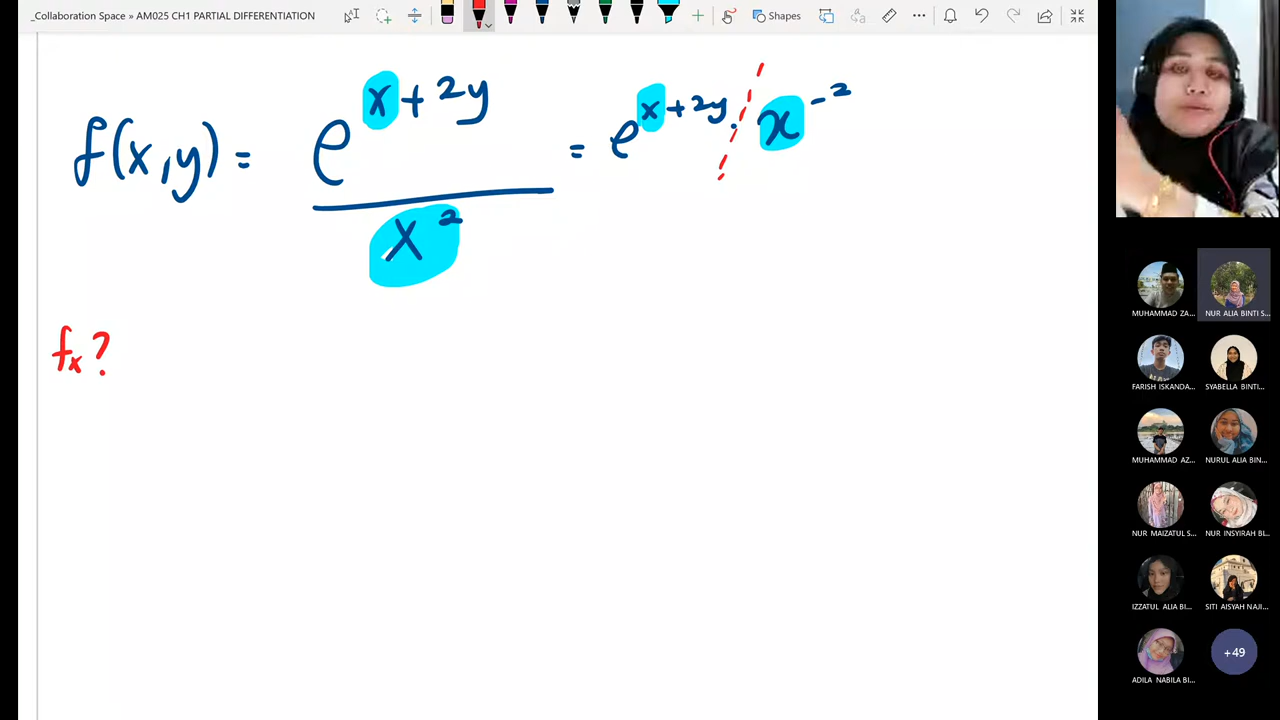 _Collaboration Space » AM025 CH1 PARTIAL DIFFERENTIATION
Shapes
f(x,y) = e^{x+2y} / x^2 = e^{x+2y} . x^{-2}
f_x ?
MUHAMMAD ZA...
NUR ALIA BINTI S...
FARISH ISKANDA...
SYABELLA BINTI...
MUHAMMAD AZ...
NURUL ALIA BIN...
NUR MAIZATUL S...
NUR INSYIRAH BI...
IZZATUL ALIA BI...
SITI AISYAH NAJI...
ADILA NABILA BI...
+49